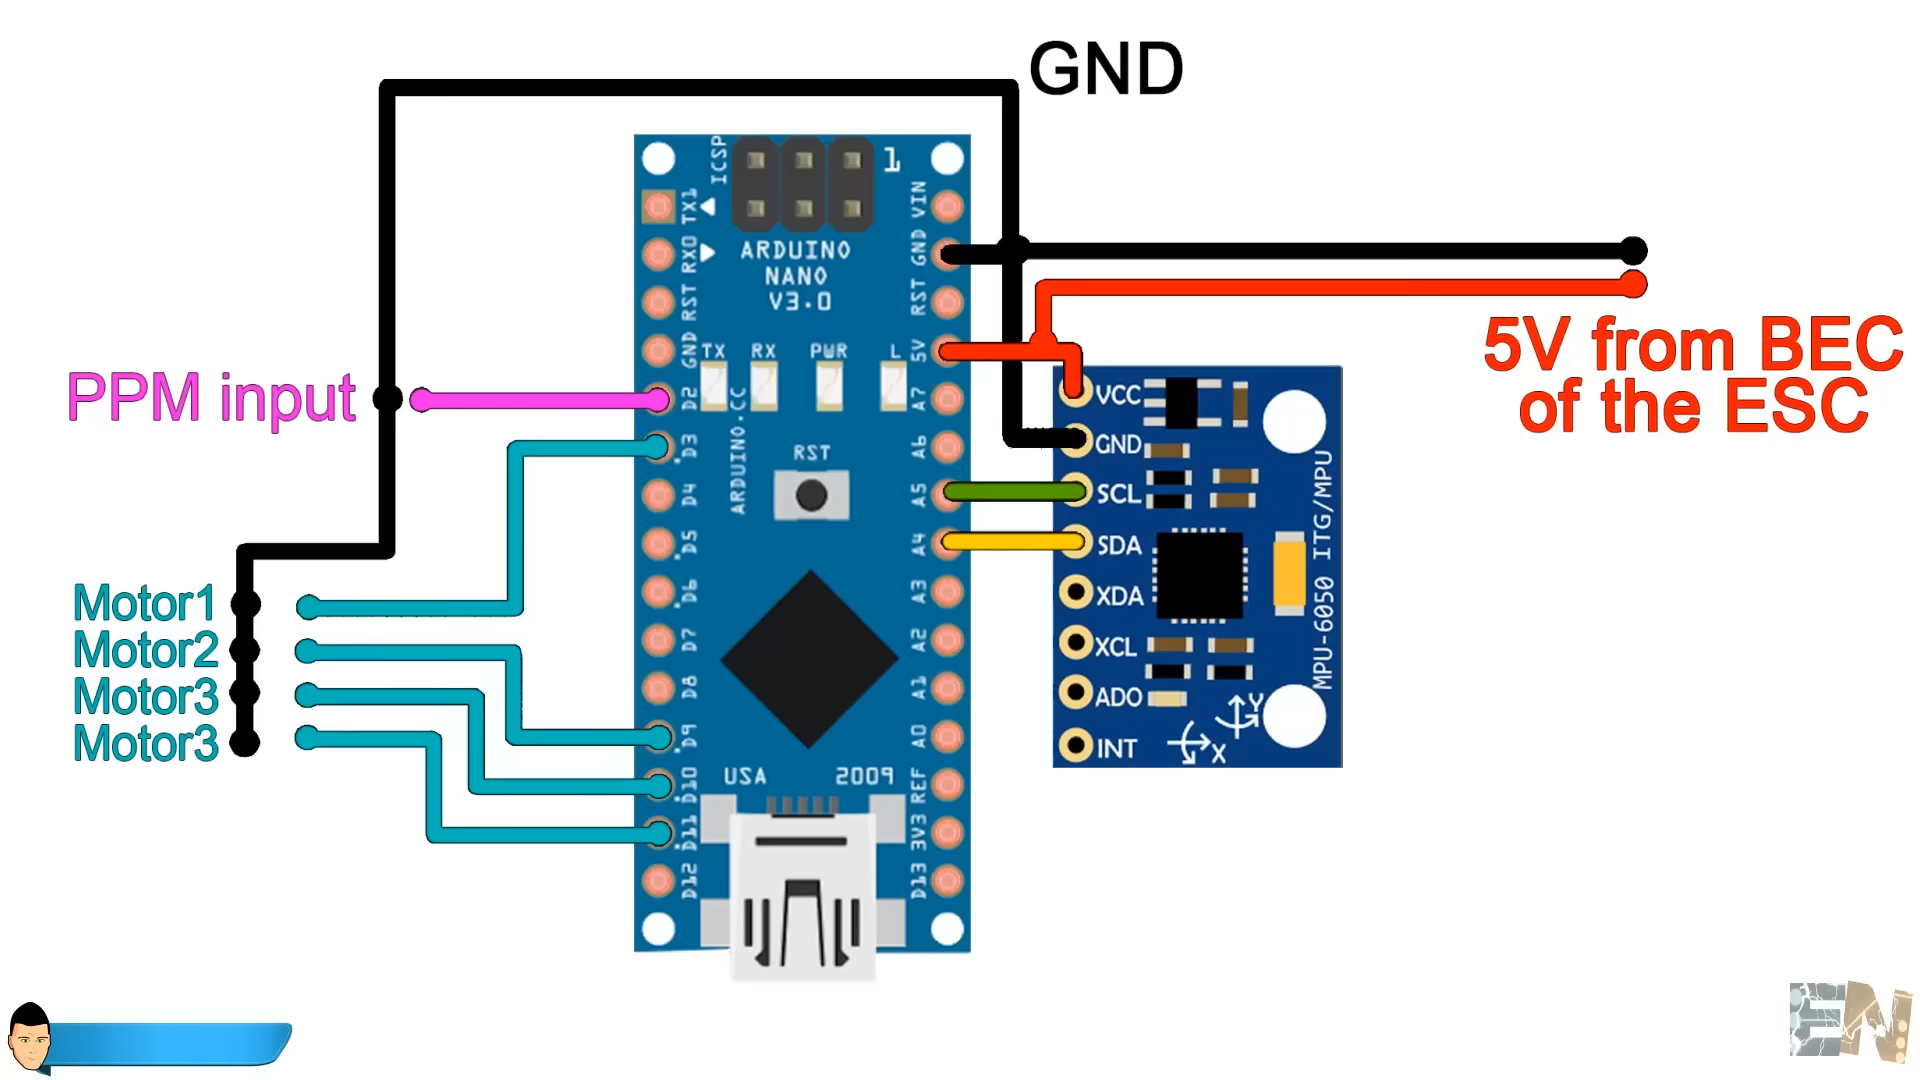 GND
ICSP
1
TX1
VIN
RX0
ARDUINO
NANO
V3.0
GND
RST
RST
GND
TX
RX
PWR
L
5V
5V from BEC
of the ESC
PPM input
D2
ARDUINO.CC
A7
VCC
D3
RST
A6
GND
D4
A5
SCL
D5
A4
SDA
MPU-6050 ITG/MPU
Motor1
D6
A3
XDA
Motor2
D7
A2
XCL
Motor3
D8
A1
ADO
Motor3
D9
A0
INT
Y
X
D10
USA
2009
REF
D11
3V3
D12
D13
EN